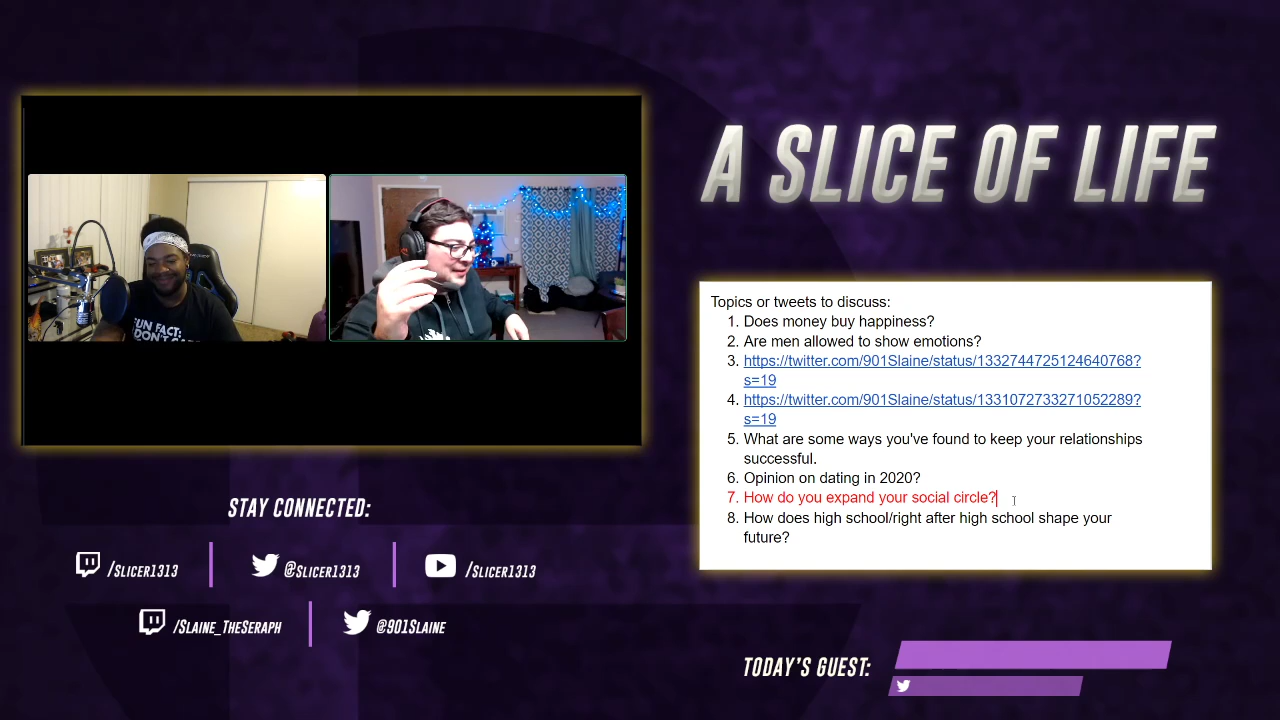 A SLICE OF LIFE
FUN FACT:
I DON'T CARE
Topics or tweets to discuss:
1. Does money buy happiness?
2. Are men allowed to show emotions?
3. https://twitter.com/901Slaine/status/1332744725124640768?
s=19
4. https://twitter.com/901Slaine/status/1331072733271052289?
s=19
5. What are some ways you've found to keep your relationships
successful.
6. Opinion on dating in 2020?
7. How do you expand your social circle?
8. How does high school/right after high school shape your
future?
STAY CONNECTED:
/SLICER1313
@SLICER1313
/SLICER1313
/SLAINE_THESERAPH
@901SLAINE
TODAY'S GUEST: